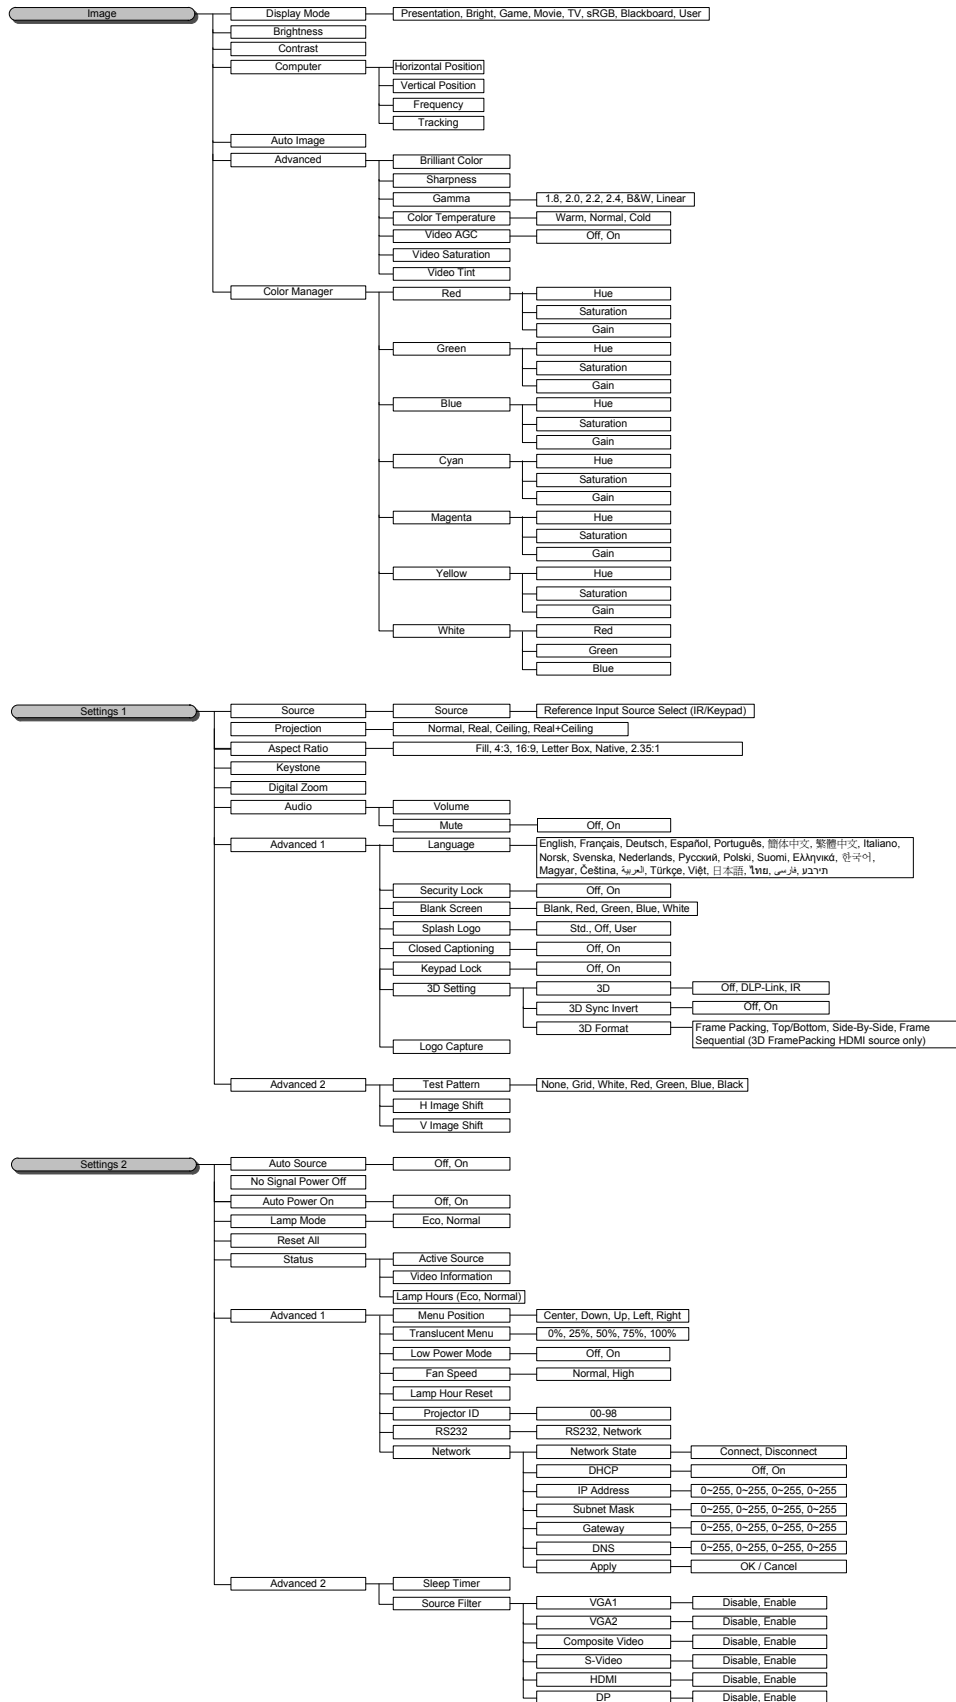 Image
Display Mode
Presentation, Bright, Game, Movie, TV, sRGB, Blackboard, User
Brightness
Contrast
Computer
Horizontal Position
Vertical Position
Frequency
Tracking
Auto Image
Advanced
Brilliant Color
Sharpness
Gamma
1.8, 2.0, 2.2, 2.4, B&W, Linear
Color Temperature
Warm, Normal, Cold
Video AGC
Off, On
Video Saturation
Video Tint
Color Manager
Red
Hue
Saturation
Gain
Green
Hue
Saturation
Gain
Blue
Hue
Saturation
Gain
Cyan
Hue
Saturation
Gain
Magenta
Hue
Saturation
Gain
Yellow
Hue
Saturation
Gain
White
Red
Green
Blue
Settings 1
Source
Source
Reference Input Source Select (IR/Keypad)
Projection
Normal, Real, Ceiling, Real+Ceiling
Aspect Ratio
Fill, 4:3, 16:9, Letter Box, Native, 2.35:1
Keystone
Digital Zoom
Audio
Volume
Mute
Off, On
Advanced 1
Language
English, Français, Deutsch, Español, Português, 簡体中文, 繁體中文, Italiano,
Norsk, Svenska, Nederlands, Русский, Polski, Suomi, Ελληνικά, 한국어,
Magyar, Čeština, العربية, Türkçe, Việt, 日本語, ไทย, فارسی, תירבע
Security Lock
Off, On
Blank Screen
Blank, Red, Green, Blue, White
Splash Logo
Std., Off, User
Closed Captioning
Off, On
Keypad Lock
Off, On
3D Setting
3D
Off, DLP-Link, IR
3D Sync Invert
Off, On
3D Format
Frame Packing, Top/Bottom, Side-By-Side, Frame
Sequential (3D FramePacking HDMI source only)
Logo Capture
Advanced 2
Test Pattern
None, Grid, White, Red, Green, Blue, Black
H Image Shift
V Image Shift
Settings 2
Auto Source
Off, On
No Signal Power Off
Auto Power On
Off, On
Lamp Mode
Eco, Normal
Reset All
Status
Active Source
Video Information
Lamp Hours (Eco, Normal)
Advanced 1
Menu Position
Center, Down, Up, Left, Right
Translucent Menu
0%, 25%, 50%, 75%, 100%
Low Power Mode
Off, On
Fan Speed
Normal, High
Lamp Hour Reset
Projector ID
00-98
RS232
RS232, Network
Network
Network State
Connect, Disconnect
DHCP
Off, On
IP Address
0~255, 0~255, 0~255, 0~255
Subnet Mask
0~255, 0~255, 0~255, 0~255
Gateway
0~255, 0~255, 0~255, 0~255
DNS
0~255, 0~255, 0~255, 0~255
Apply
OK / Cancel
Advanced 2
Sleep Timer
Source Filter
VGA1
Disable, Enable
VGA2
Disable, Enable
Composite Video
Disable, Enable
S-Video
Disable, Enable
HDMI
Disable, Enable
DP
Disable, Enable